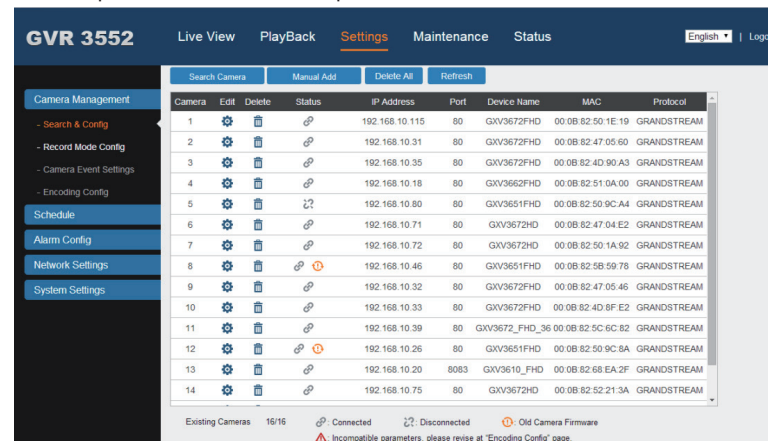 GVR 3552
Live View PlayBack Settings Maintenance Status English | Logo
Search Camera Manual Add Delete All Refresh
Camera Management
- Search & Config
- Record Mode Config
- Camera Event Settings
- Encoding Config
Schedule
Alarm Config
Network Settings
System Settings
Camera Edit Delete Status IP Address Port Device Name MAC Protocol
1 192.168.10.115 80 GXV3672FHD 00:0B:82:50:1E:19 GRANDSTREAM
2 192.168.10.31 80 GXV3672FHD 00:0B:82:47:05:60 GRANDSTREAM
3 192.168.10.35 80 GXV3672FHD 00:0B:82:4D:90:A3 GRANDSTREAM
4 192.168.10.18 80 GXV3662FHD 00:0B:82:51:0A:00 GRANDSTREAM
5 192.168.10.80 80 GXV3651FHD 00:0B:82:50:9C:A4 GRANDSTREAM
6 192.168.10.71 80 GXV3672HD 00:0B:82:47:04:E2 GRANDSTREAM
7 192.168.10.72 80 GXV3672HD 00:0B:82:50:1A:92 GRANDSTREAM
8 192.168.10.46 80 GXV3651FHD 00:0B:82:5B:59:78 GRANDSTREAM
9 192.168.10.32 80 GXV3672FHD 00:0B:82:47:05:46 GRANDSTREAM
10 192.168.10.33 80 GXV3672FHD 00:0B:82:4D:8F:E2 GRANDSTREAM
11 192.168.10.39 80 GXV3672_FHD_36 00:0B:82:5C:6C:82 GRANDSTREAM
12 192.168.10.26 80 GXV3651FHD 00:0B:82:50:9C:8A GRANDSTREAM
13 192.168.10.20 8083 GXV3610_FHD 00:0B:82:68:EA:2F GRANDSTREAM
14 192.168.10.75 80 GXV3672HD 00:0B:82:52:21:3A GRANDSTREAM
Existing Cameras 16/16 : Connected : Disconnected : Old Camera Firmware
: Incompatible parameters, please revise at "Encoding Config" page.